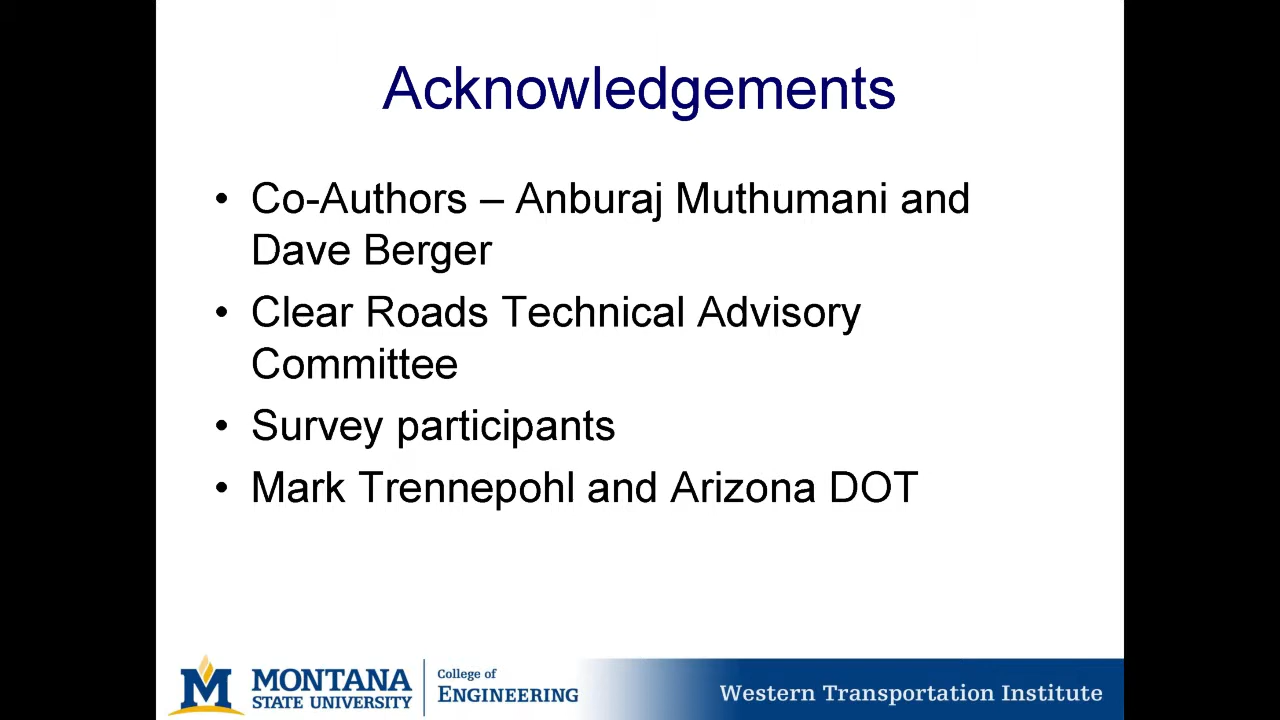 Acknowledgements
• Co-Authors – Anburaj Muthumani and
Dave Berger
• Clear Roads Technical Advisory
Committee
• Survey participants
• Mark Trennepohl and Arizona DOT
M MONTANA
STATE UNIVERSITY
College of
ENGINEERING
Western Transportation Institute